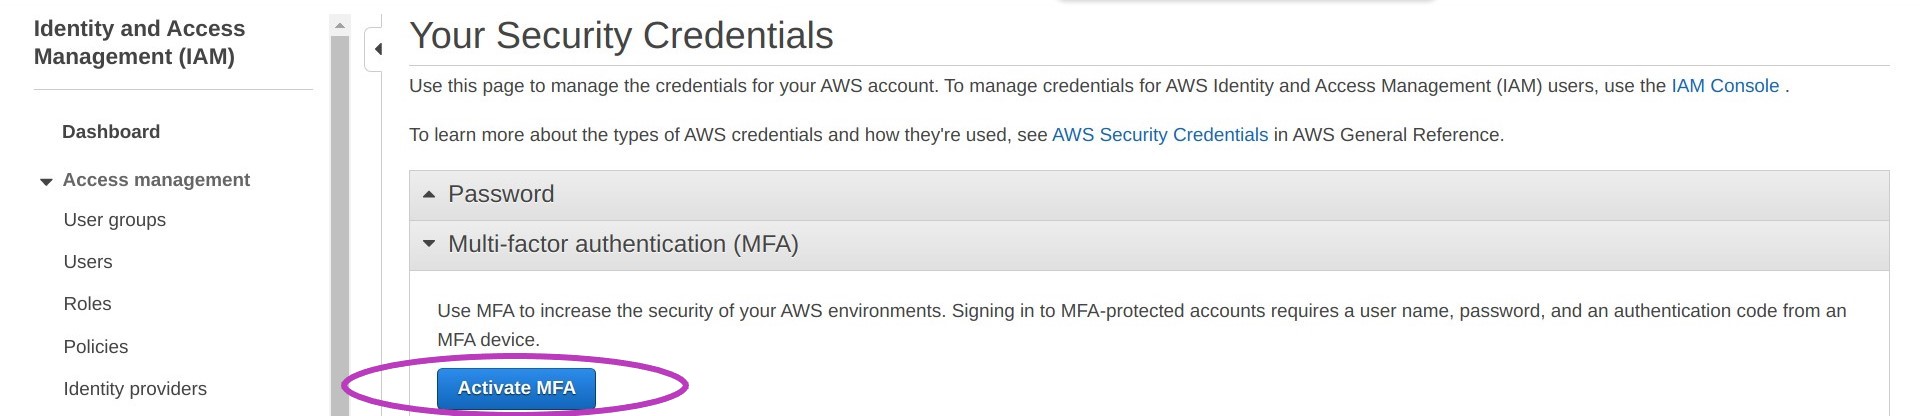 Identity and Access
Management (IAM)
Dashboard
Access management
User groups
Users
Roles
Policies
Identity providers
Your Security Credentials
Use this page to manage the credentials for your AWS account. To manage credentials for AWS Identity and Access Management (IAM) users, use the IAM Console .
To learn more about the types of AWS credentials and how they're used, see AWS Security Credentials in AWS General Reference.
Password
Multi-factor authentication (MFA)
Use MFA to increase the security of your AWS environments. Signing in to MFA-protected accounts requires a user name, password, and an authentication code from an
MFA device.
Activate MFA